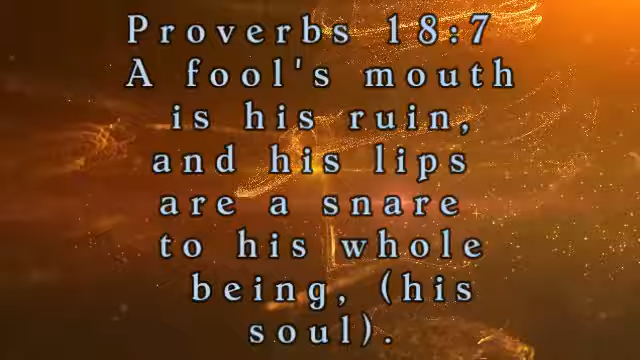 Proverbs 18:7
A fool's mouth
is his ruin,
and his lips
are a snare
to his whole
being, (his
soul).